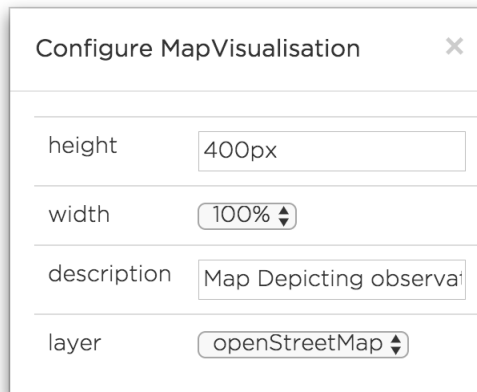 Configure MapVisualisation ×
height 400px
width 100%
description Map Depicting observat
layer openStreetMap